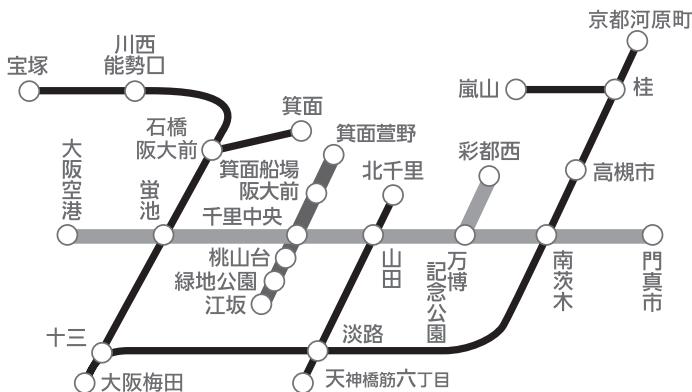 京都河原町
川西
能勢口
宝塚
嵐山
桂
箕面
石橋
阪大前
箕面萱野
大阪空港
蛍池
箕面船場
阪大前
北千里
彩都西
高槻市
千里中央
桃山台
緑地公園
江坂
山田
万博
記念公園
南茨木
門真市
十三
淡路
大阪梅田
天神橋筋六丁目